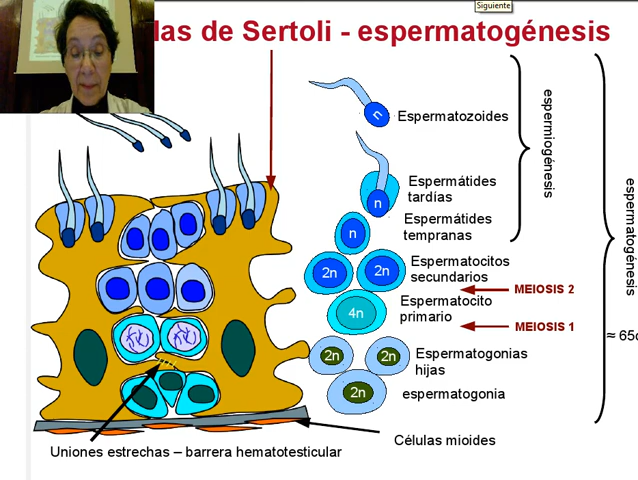 Siguiente
las de Sertoli - espermatogénesis
n
Espermatozoides
espermiogénesis
espermatogénesis
n
Espermátides
tardías
n
Espermátides
tempranas
2n
2n
Espermatocitos
secundarios
MEIOSIS 2
4n
Espermatocito
primario
MEIOSIS 1
≈ 65
2n
2n
Espermatogonias
hijas
2n
espermatogonia
Células mioides
Uniones estrechas – barrera hematotesticular